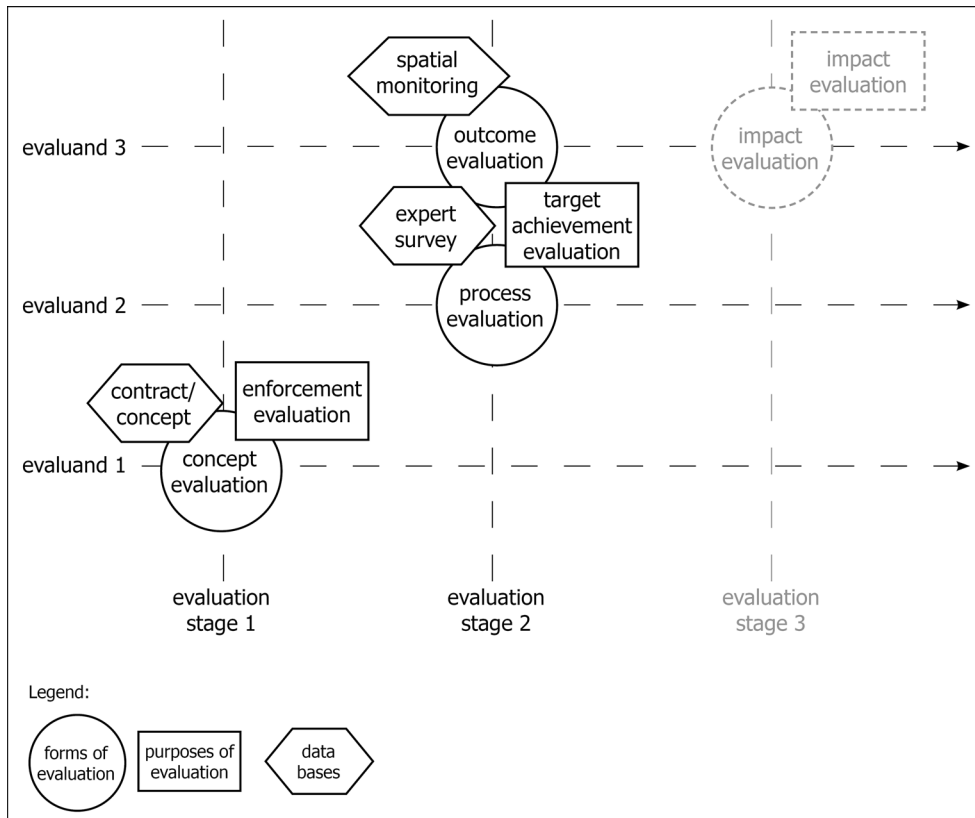 spatial
monitoring
impact
evaluation
evaluand 3
outcome
evaluation
impact
evaluation
expert
survey
target
achievement
evaluation
evaluand 2
process
evaluation
contract/
concept
enforcement
evaluation
evaluand 1
concept
evaluation
evaluation
stage 1
evaluation
stage 2
evaluation
stage 3
Legend:
forms of
evaluation
purposes of
evaluation
data
bases